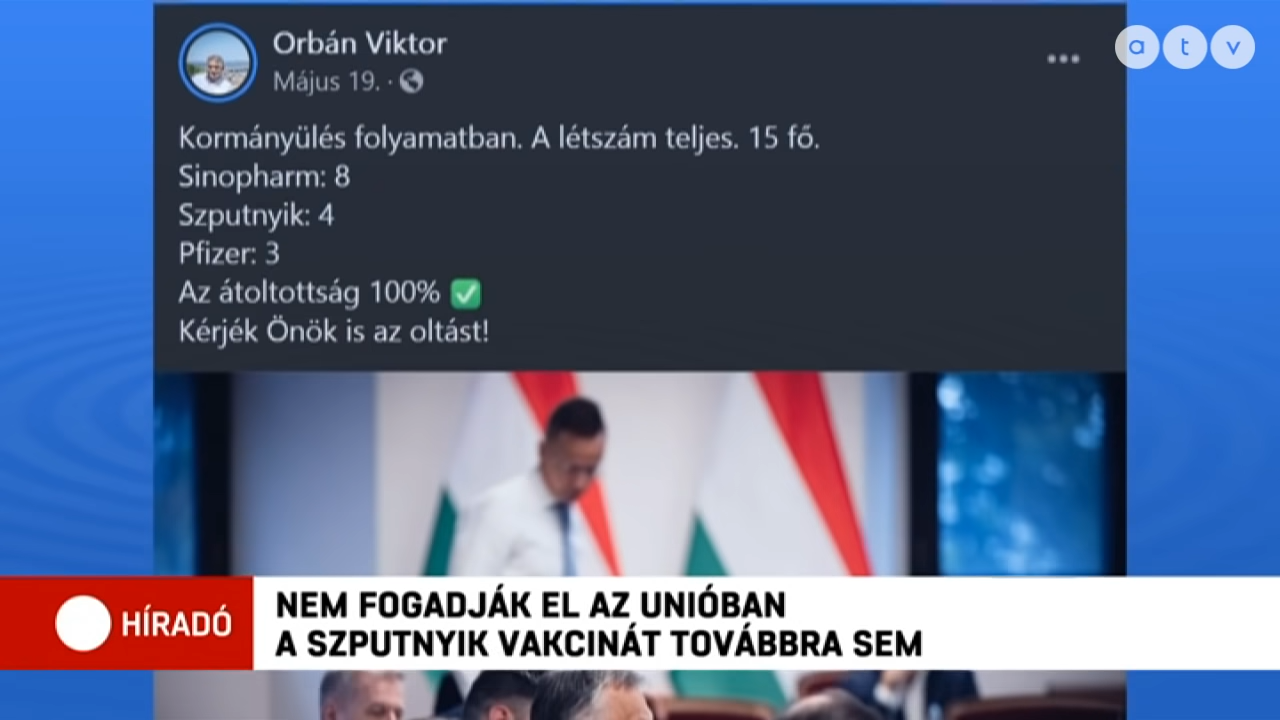 Orbán Viktor
Május 19. ·
atv
Kormányülés folyamatban. A létszám teljes. 15 fő.
Sinopharm: 8
Szputnyik: 4
Pfizer: 3
Az átoltottság 100% ✅
Kérjék Önök is az oltást!
HÍRADÓ
NEM FOGADJÁK EL AZ UNIÓBAN
A SZPUTNYIK VAKCINÁT TOVÁBBRA SEM